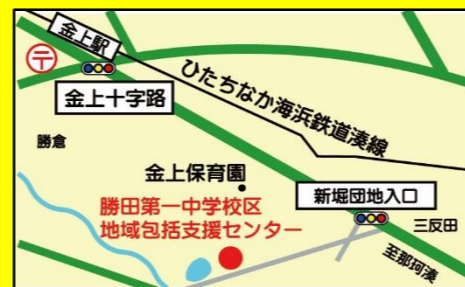 金上駅
〒
金上十字路
ひたちなか海浜鉄道湊線
勝倉
金上保育園
新堀団地入口
勝田第一中学校区
地域包括支援センター
三反田
至那珂湊